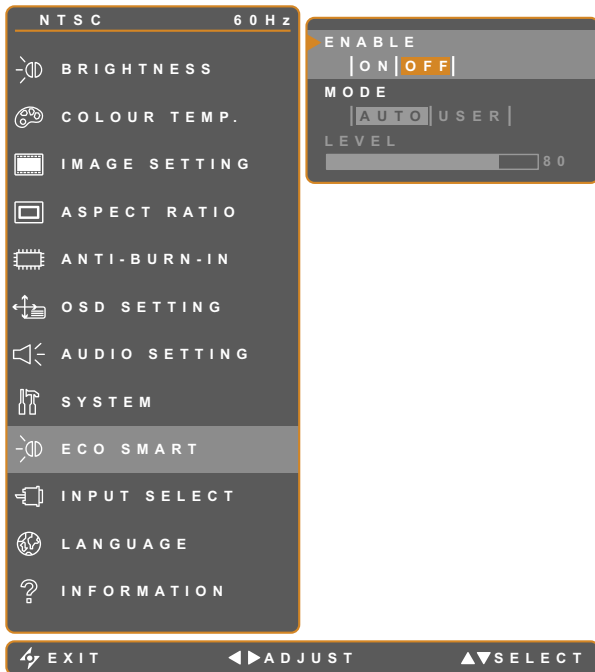 NTSC 60Hz
BRIGHTNESS
COLOUR TEMP.
IMAGE SETTING
ASPECT RATIO
ANTI-BURN-IN
OSD SETTING
AUDIO SETTING
SYSTEM
ECO SMART
INPUT SELECT
LANGUAGE
INFORMATION
ENABLE
ON OFF
MODE
AUTO USER
LEVEL
80
EXIT ADJUST SELECT